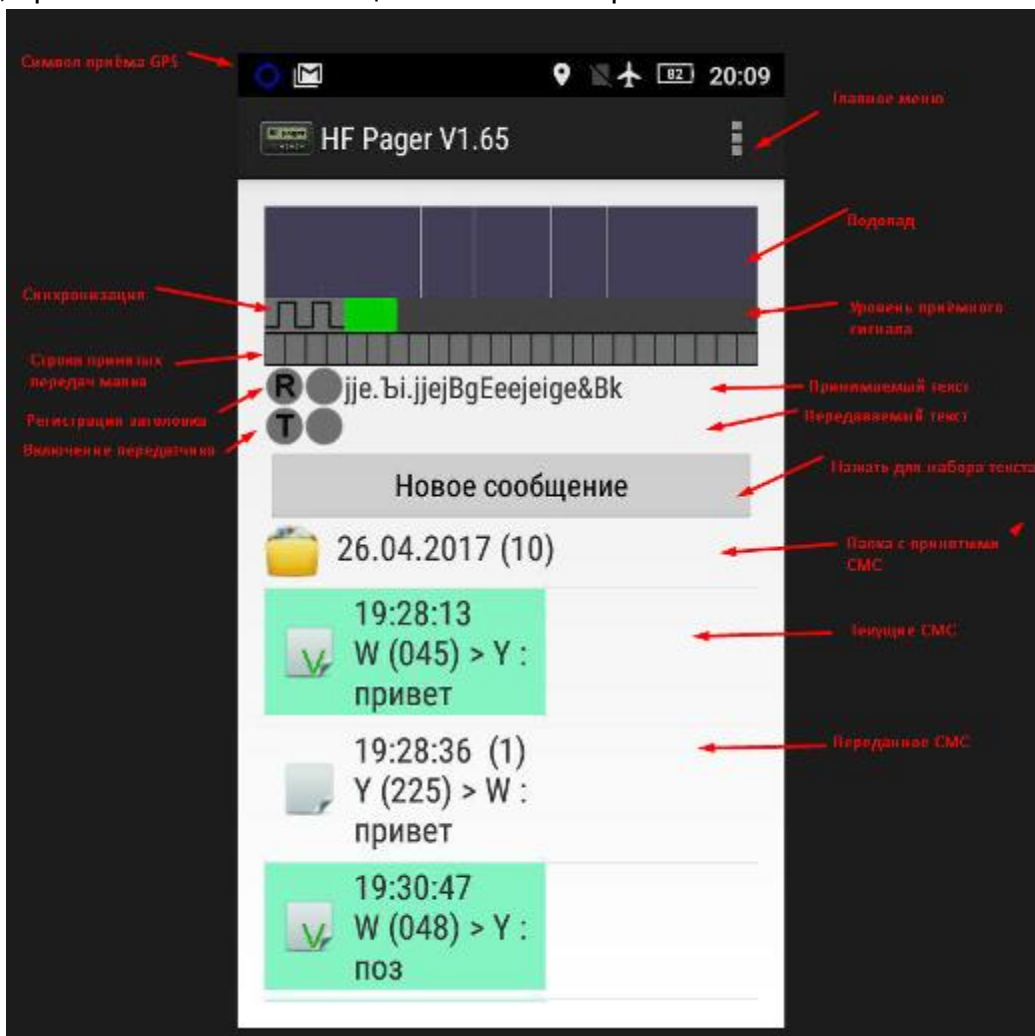 Символ приёма GPS
82 20:09
Главное меню
HF Pager V1.65
Водопад
Синхронизация
Уровень приёмного
сигнала
Строка принятых
передач маяка
R jje.Ъi.jjejBgEeejeige&Bk
Принимаемый текст
Регистрация заголовка
T
Передаваемый текст
Включение передатчика
Нажать для набора текста
Новое сообщение
26.04.2017 (10)
Папка с принятыми
СМС
19:28:13
W (045) > Y :
привет
Текущие СМС
19:28:36 (1)
Y (225) > W :
привет
Переданное СМС
19:30:47
W (048) > Y :
поз